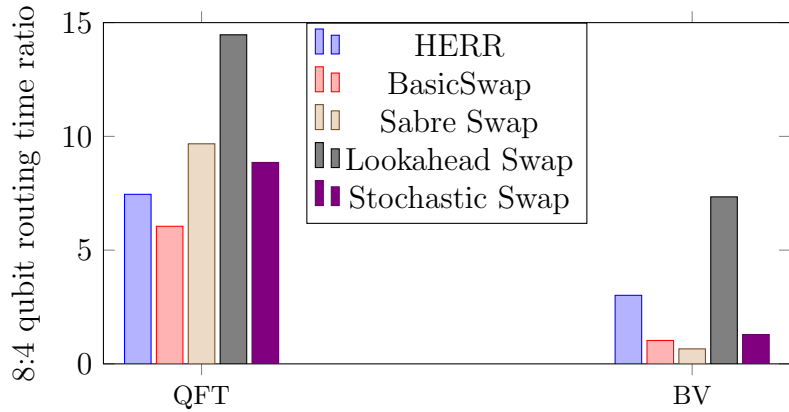 8:4 qubit routing time ratio
15
10
5
0
HERR
BasicSwap
Sabre Swap
Lookahead Swap
Stochastic Swap
QFT
BV